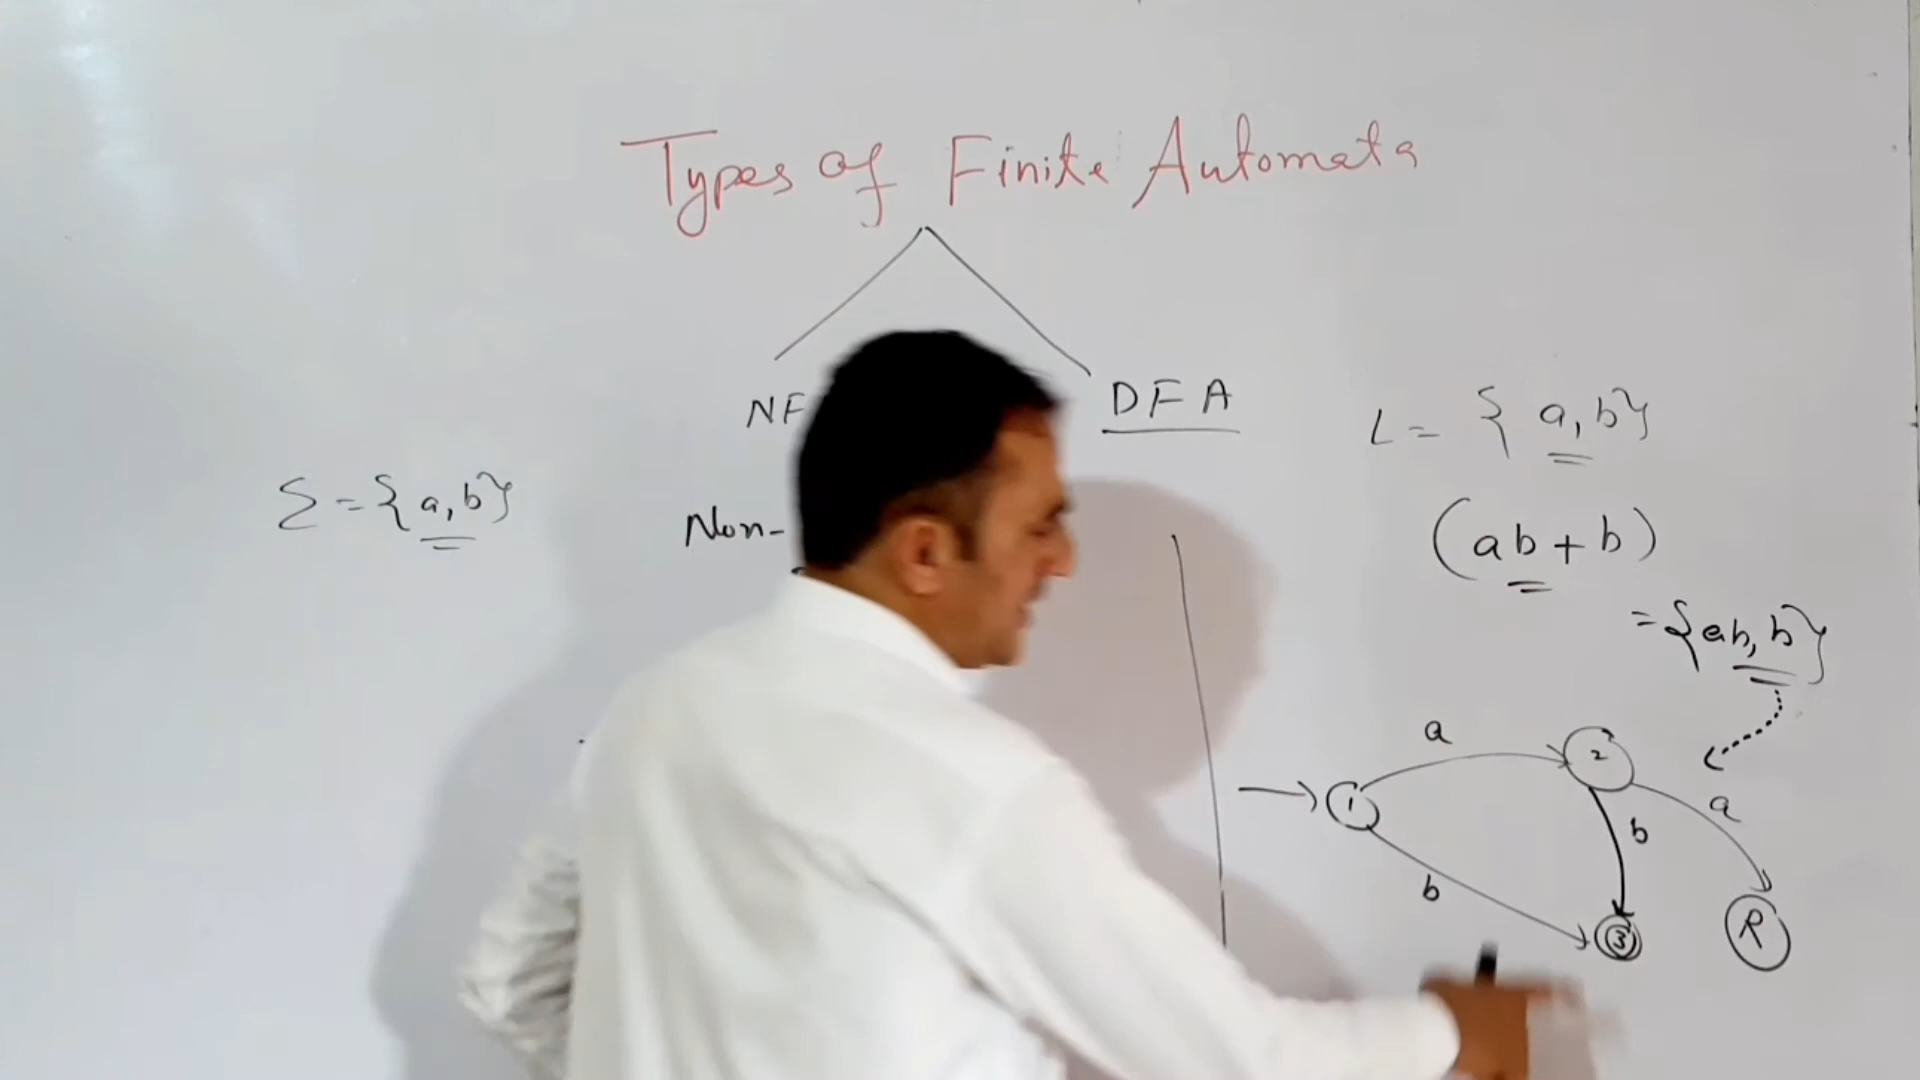 Types of Finite Automata
NF
DFA
L = { a, b}
Σ = { a, b}
Non-
(ab + b)
= {ab, b}
a
2
1
a
b
b
3
R